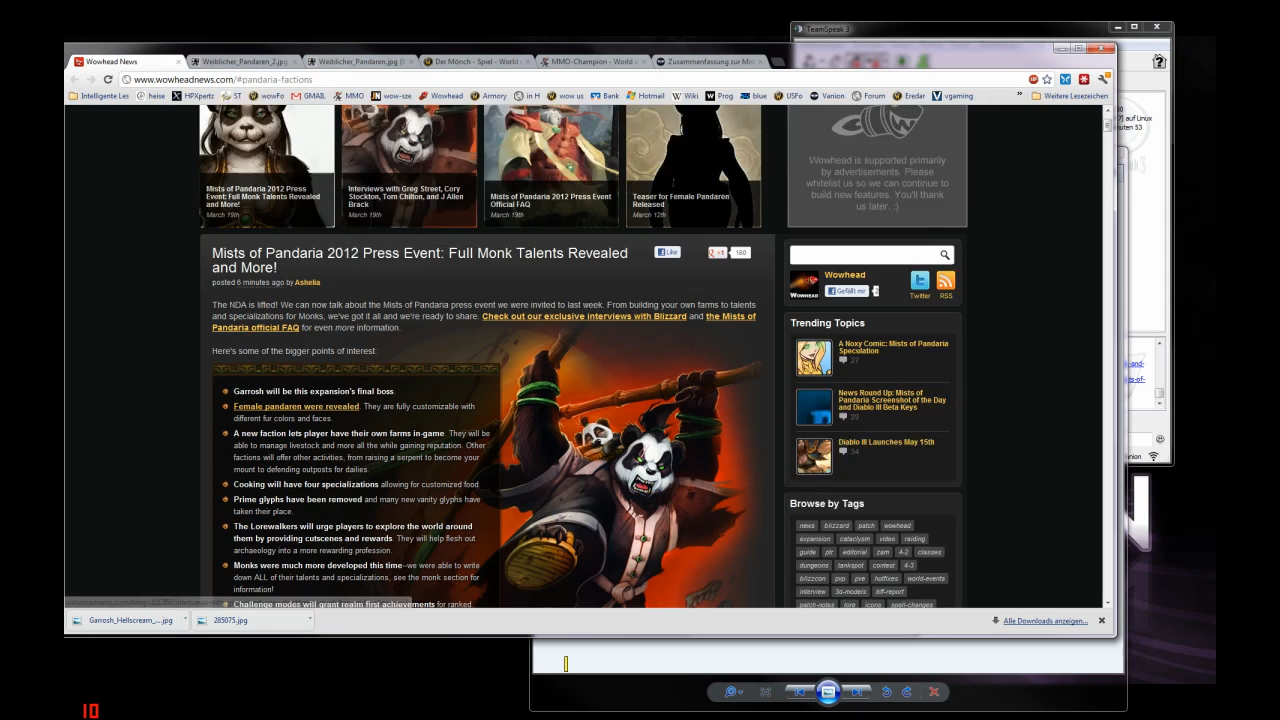 TeamSpeak 3
Wowhead News
Weiblicher_Pandaren_2.jpg
Weiblicher_Pandaren.jpg
Der Mönch - Spiel - World
MMO-Champion - World
Zusammenfassung zur Mist
www.wowheadnews.com/#pandaria-factions
Intelligente Les
heise
HPXpertz
ST
wowFo
GMAIL
MMO
wow-sze
Wowhead
Armory
in H
wow us
Bank
Hotmail
Wiki
Prog
blue
USFo
Vanion
Forum
Eredar
vgaming
»
Weitere Lesezeichen
auf Linux
Mists of Pandaria 2012 Press
Event: Full Monk Talents Revealed
and More!
March 19th
Interviews with Greg Street, Cory
Stockton, Tom Chilton, and J Allen
Brack
March 19th
Mists of Pandaria 2012 Press Event
Official FAQ
March 19th
Teaser for Female Pandaren
Released
March 12th
Wowhead is supported primarily
by advertisements. Please
whitelist us so we can continue to
build new features. You'll thank
us later. :)
Mists of Pandaria 2012 Press Event: Full Monk Talents Revealed
and More!
posted 6 minutes ago by Ashelia
Like
+1
160
The NDA is lifted! We can now talk about the Mists of Pandaria press event we were invited to last week. From building your own farms to talents
and specializations for Monks, we've got it all and we're ready to share. Check out our exclusive interviews with Blizzard and the Mists of
Pandaria official FAQ for even more information.
Here's some of the bigger points of interest:
Garrosh will be this expansion's final boss.
Female pandaren were revealed. They are fully customizable with
different fur colors and faces.
A new faction lets player have their own farms in-game. They will be
able to manage livestock and more all the while gaining reputation. Other
factions will offer other activities, from raising a serpent to become your
mount to defending outposts for dailies.
Cooking will have four specializations allowing for customized food.
Prime glyphs have been removed and many new vanity glyphs have
taken their place.
The Lorewalkers will urge players to explore the world around
them by providing cutscenes and rewards. They will help flesh out
archaeology into a more rewarding profession.
Monks were much more developed this time--we were able to write
down ALL of their talents and specializations, see the monk section for
information!
Challenge modes will grant realm first achievements for ranked
Wowhead
Gefällt mir
Twitter
RSS
WOWHEAD
Trending Topics
A Noxy Comic: Mists of Pandaria
Speculation
27
News Round Up: Mists of
Pandaria Screenshot of the Day
and Diablo III Beta Keys
29
Diablo III Launches May 15th
34
Browse by Tags
news blizzard patch wowhead
expansion cataclysm video raiding
guide ptr editorial zam 4-2 classes
dungeons tankspot contest 4-3
blizzcon pvp pve hotfixes world-events
interview 3d-models bff-report
patch-notes lore icons spell-changes
Garrosh_Hellscream_....jpg
285075.jpg
Alle Downloads anzeigen...
10